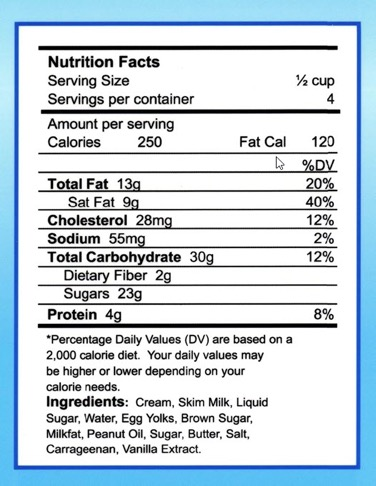 Nutrition Facts
Serving Size ½ cup
Servings per container 4
Amount per serving
Calories 250 Fat Cal 120
%DV
Total Fat 13g 20%
Sat Fat 9g 40%
Cholesterol 28mg 12%
Sodium 55mg 2%
Total Carbohydrate 30g 12%
Dietary Fiber 2g
Sugars 23g
Protein 4g 8%
*Percentage Daily Values (DV) are based on a
2,000 calorie diet. Your daily values may
be higher or lower depending on your
calorie needs.
Ingredients: Cream, Skim Milk, Liquid
Sugar, Water, Egg Yolks, Brown Sugar,
Milkfat, Peanut Oil, Sugar, Butter, Salt,
Carrageenan, Vanilla Extract.